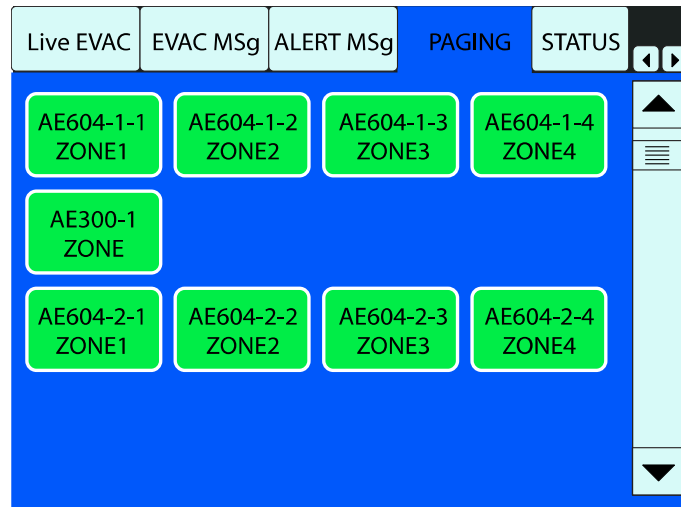 Live EVAC EVAC MSg ALERT MSg PAGING STATUS
AE604-1-1 AE604-1-2 AE604-1-3 AE604-1-4
ZONE1 ZONE2 ZONE3 ZONE4
AE300-1
ZONE
AE604-2-1 AE604-2-2 AE604-2-3 AE604-2-4
ZONE1 ZONE2 ZONE3 ZONE4